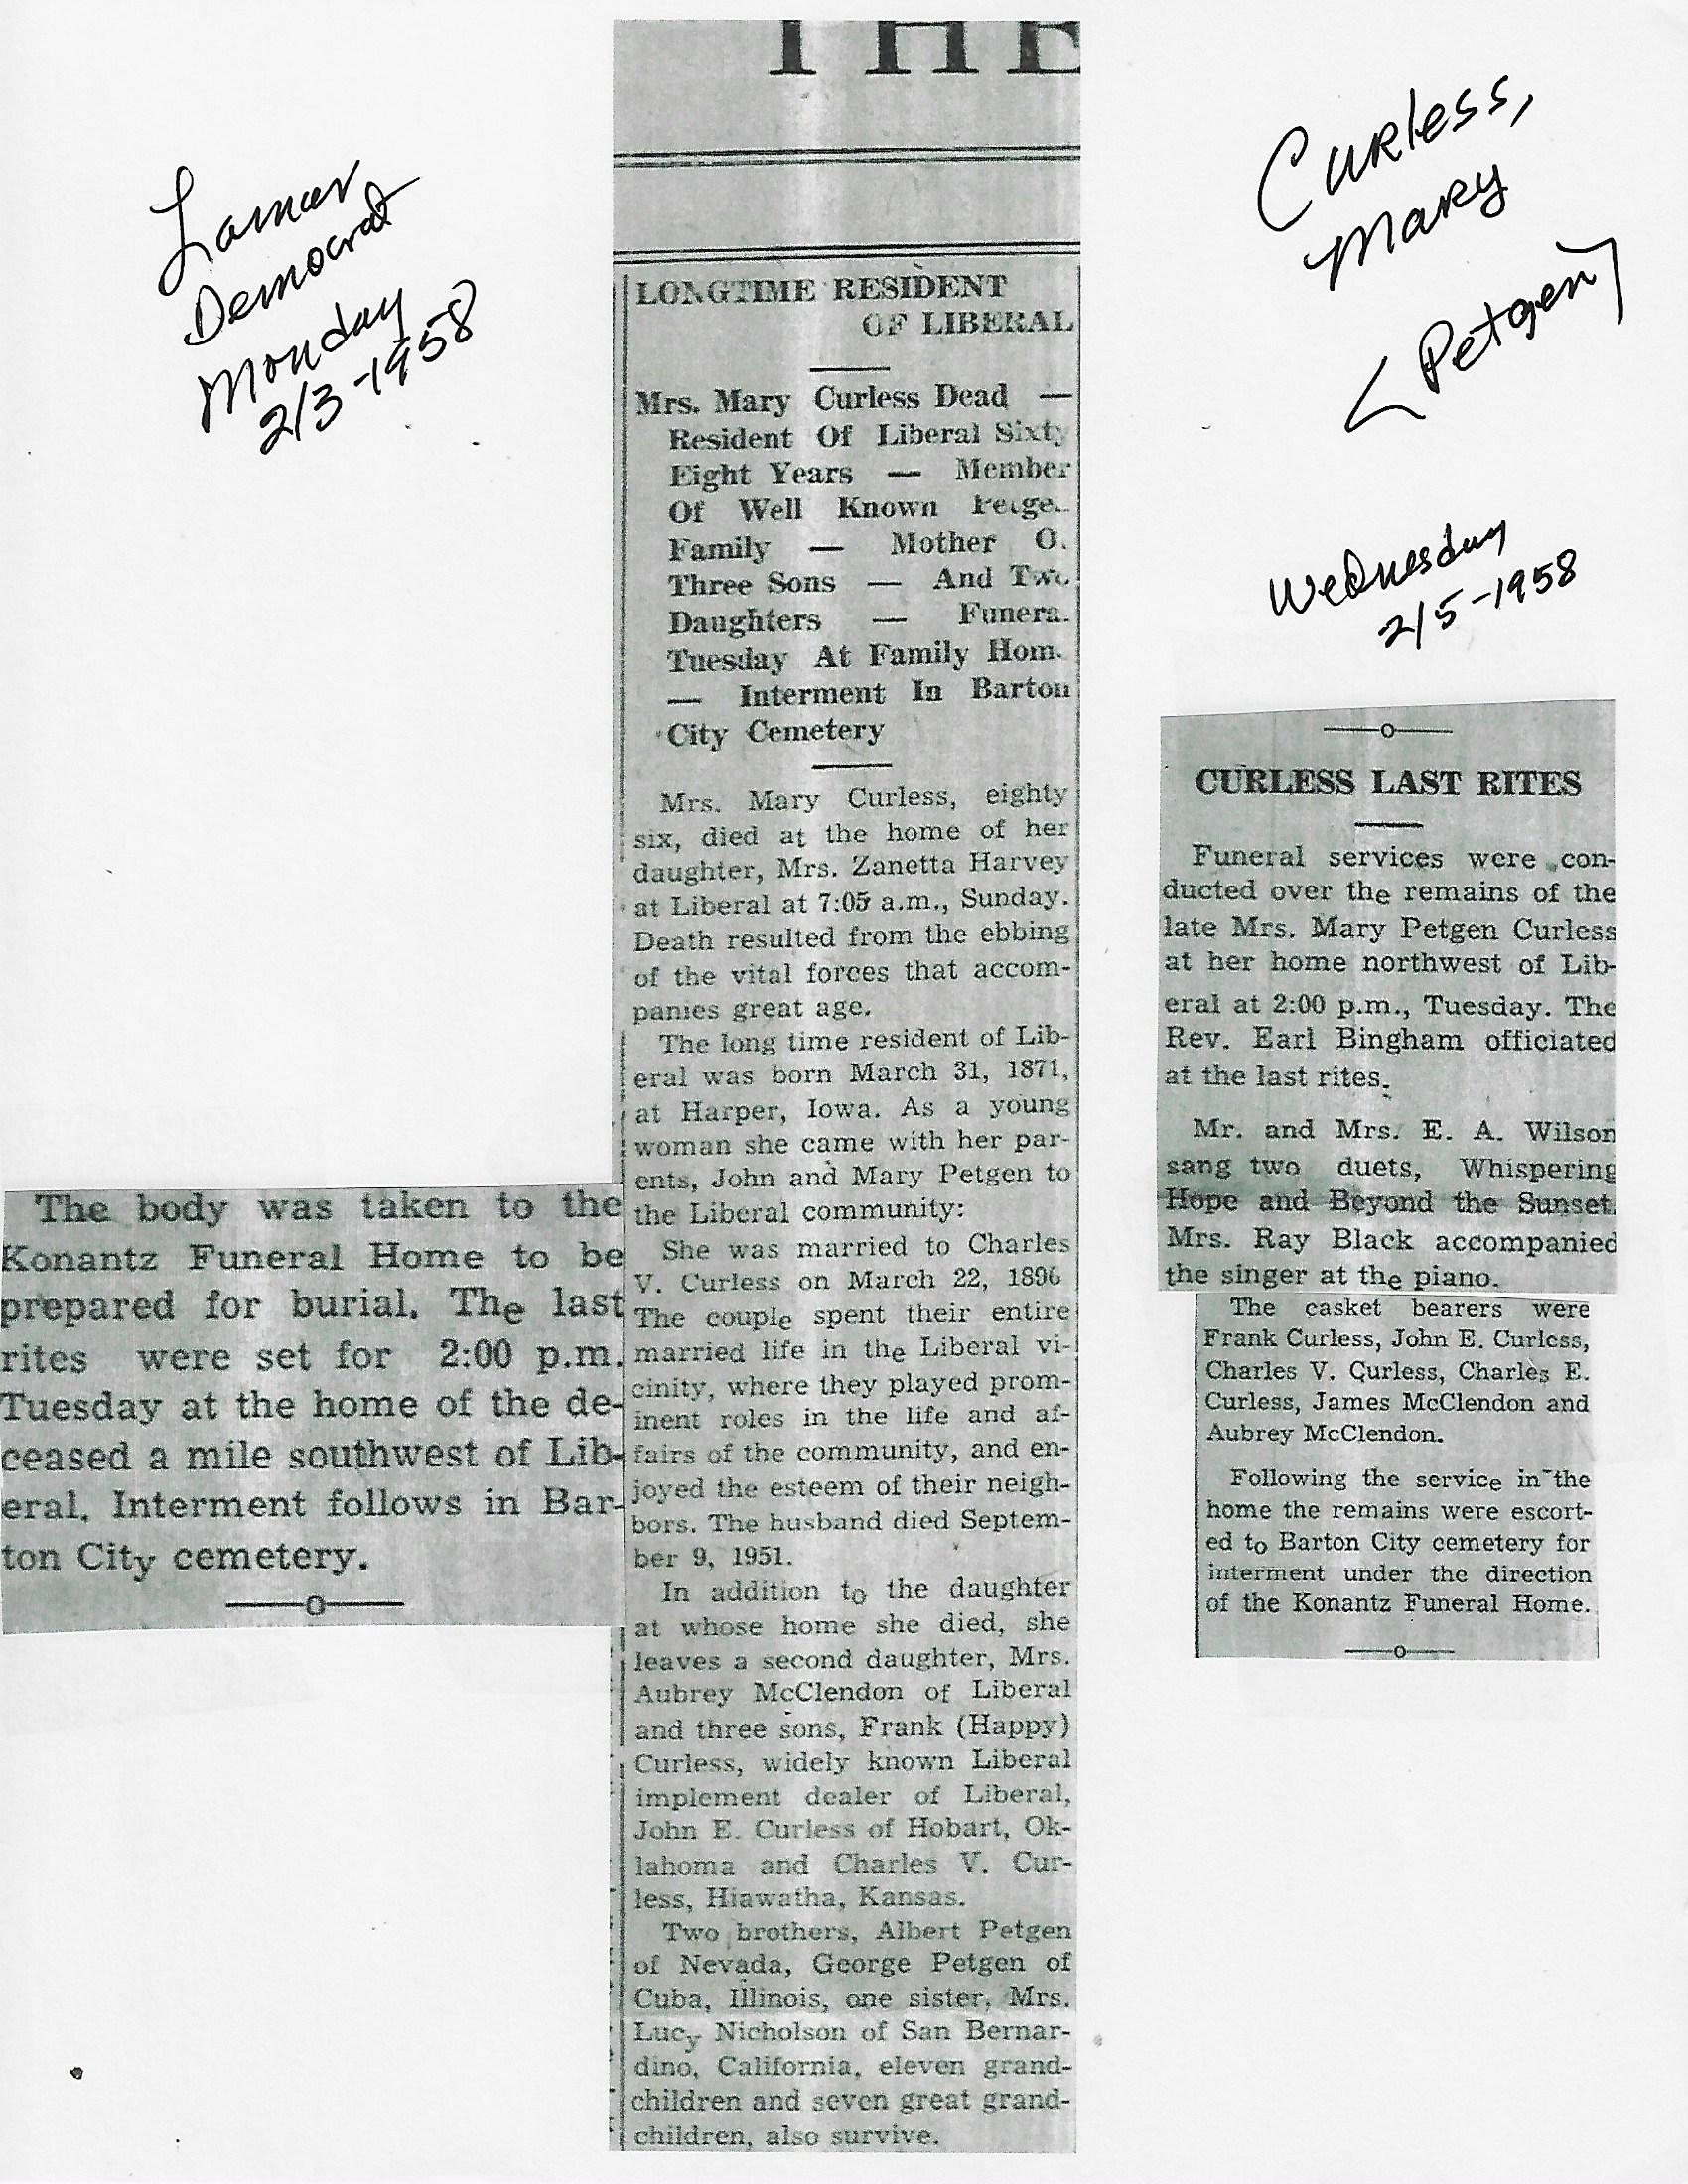 THE
Lamar
Democrat
Monday
2/3-1958
LONGTIME RESIDENT
OF LIBERAL
Mrs. Mary Curless Dead —
Resident Of Liberal Sixty
Eight Years — Member
Of Well Known
Family — Mother O.
Three Sons — And Two
Daughters — Funera.
Tuesday At Family Hom.
— Interment In Barton
City Cemetery
Mrs. Mary Curless, eighty
six, died at the home of her
daughter, Mrs. Zanetta Harvey
at Liberal at 7:05 a.m., Sunday.
Death resulted from the ebbing
of the vital forces that accom-
panies great age.
The long time resident of Lib-
eral was born March 31, 1871,
at Harper, Iowa. As a young
woman she came with her par-
ents, John and Mary Petgen to
the Liberal community:
She was married to Charles
V. Curless on March 22, 1896
The couple spent their entire
married life in the Liberal vi-
cinity, where they played prom-
inent roles in the life and af-
fairs of the community, and en-
joyed the esteem of their neigh-
bors. The husband died Septem-
ber 9, 1951.
In addition to the daughter
at whose home she died, she
leaves a second daughter, Mrs.
Aubrey McClendon of Liberal
and three sons, Frank (Happy)
Curless, widely known Liberal
implement dealer of Liberal,
John E. Curless of Hobart, Ok-
lahoma and Charles V. Cur-
less, Hiawatha, Kansas.
Two brothers, Albert Petgen
of Nevada, George Petgen of
Cuba, Illinois, one sister, Mrs.
Lucy Nicholson of San Bernar-
dino, California, eleven grand-
children and seven great grand-
children, also survive.
The body was taken to the
Konantz Funeral Home to be
prepared for burial. The last
rites were set for 2:00 p.m.
Tuesday at the home of the de-
ceased a mile southwest of Lib-
eral. Interment follows in Bar-
ton City cemetery.
Curless,
Mary
<Petgen>
Wednesday
2/5-1958
CURLESS LAST RITES
Funeral services were con-
ducted over the remains of the
late Mrs. Mary Petgen Curless
at her home northwest of Lib-
eral at 2:00 p.m., Tuesday. The
Rev. Earl Bingham officiated
at the last rites.
Mr. and Mrs. E. A. Wilson
sang two duets, Whispering
Hope and Beyond the Sunset.
Mrs. Ray Black accompanied
the singer at the piano.
The casket bearers were
Frank Curless, John E. Curless,
Charles V. Curless, Charles E.
Curless, James McClendon and
Aubrey McClendon.
Following the service in the
home the remains were escort-
ed to Barton City cemetery for
interment under the direction
of the Konantz Funeral Home.